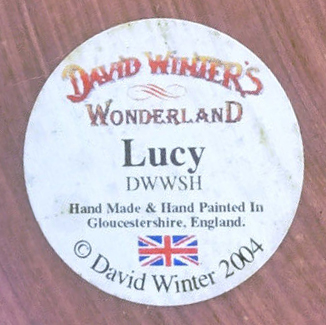 DAVID WINTER'S
WONDERLAND
Lucy
DWWSH
Hand Made & Hand Painted In
Gloucestershire, England.
© David Winter 2004